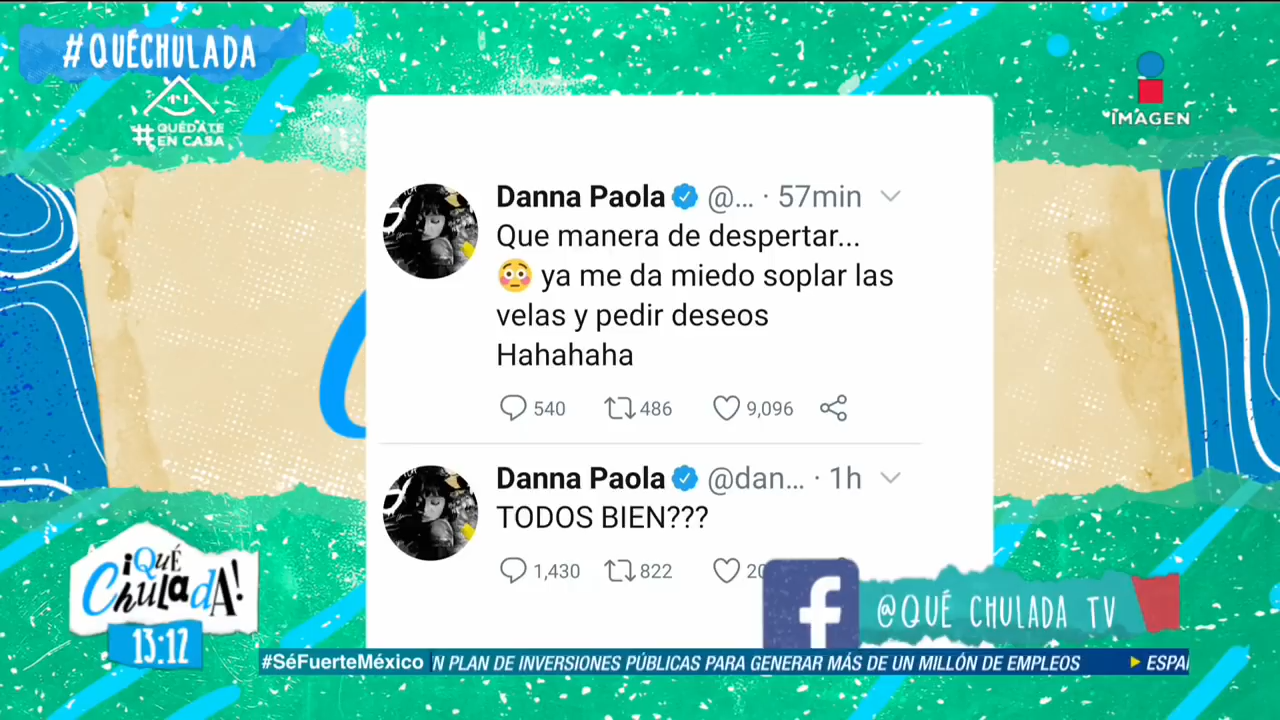 #QUÉCHULADA
#QUÉDATE
EN CASA
IMAGEN
Danna Paola @... · 57min
Que manera de despertar...
😳 ya me da miedo soplar las
velas y pedir deseos
Hahahaha
540 486 9,096
Danna Paola @dan... · 1h
TODOS BIEN???
1,430 822 20
¡QUÉ
ChuladA!
13:12
@QUÉ CHULADA TV
#SéFuerteMéxico N PLAN DE INVERSIONES PÚBLICAS PARA GENERAR MÁS DE UN MILLÓN DE EMPLEOS ESPA